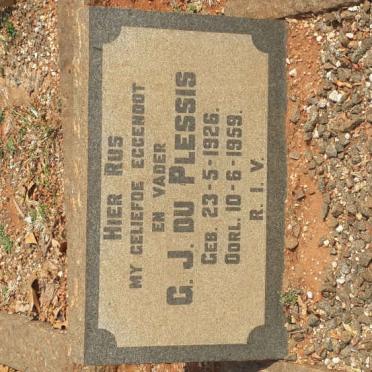 HIER RUS
MY GELIEFDE EGGENOOT
EN VADER
G. J. DU PLESSIS
GEB. 23-5-1926.
OORL. 10-6-1959.
R. I. V.